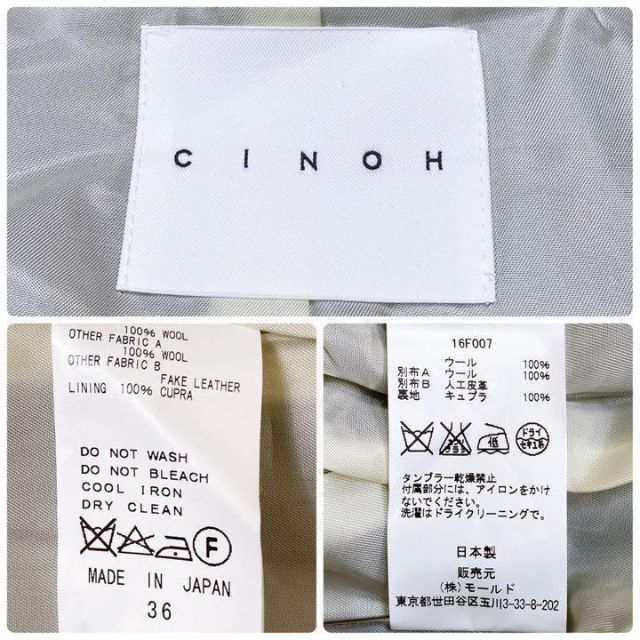 CINOH
100% WOOL
OTHER FABRIC A
100% WOOL
OTHER FABRIC B
FAKE LEATHER
LINING 100% CUPRA
DO NOT WASH
DO NOT BLEACH
COOL IRON
DRY CLEAN
F
MADE IN JAPAN
36
16F007
ウール 100%
別布A ウール 100%
別布B 人工皮革
裏地 キュプラ 100%
低 ドライ
タンブラー乾燥禁止
付属部分には、アイロンをかけ
ないでください。
洗濯はドライクリーニングで。
日本製
販売元
(株)モールド
東京都世田谷区玉川3-33-8-202